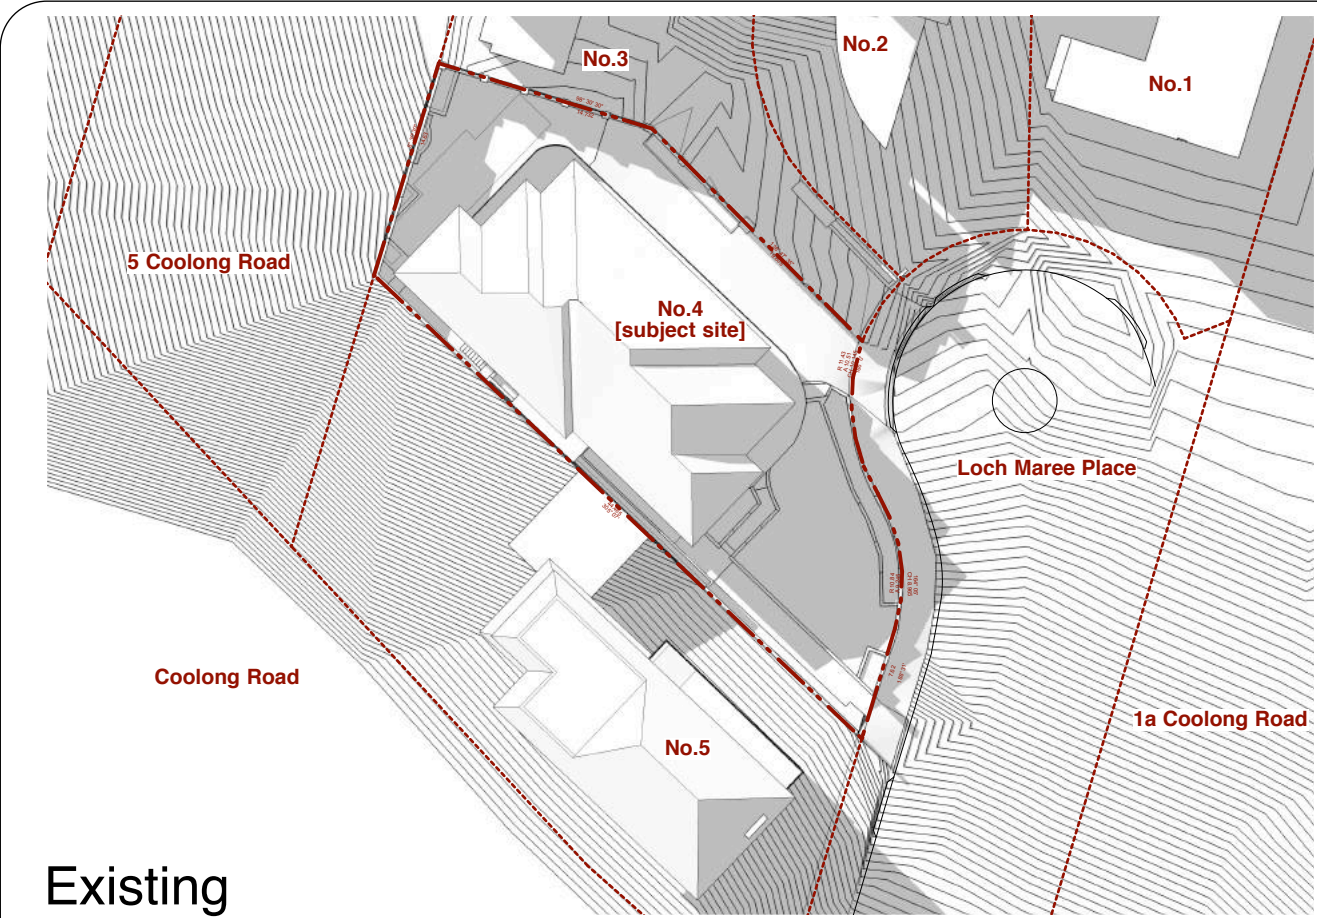 No.3
No.2
No.1
5 Coolong Road
No.4
[subject site]
Loch Maree Place
Coolong Road
1a Coolong Road
No.5
Existing